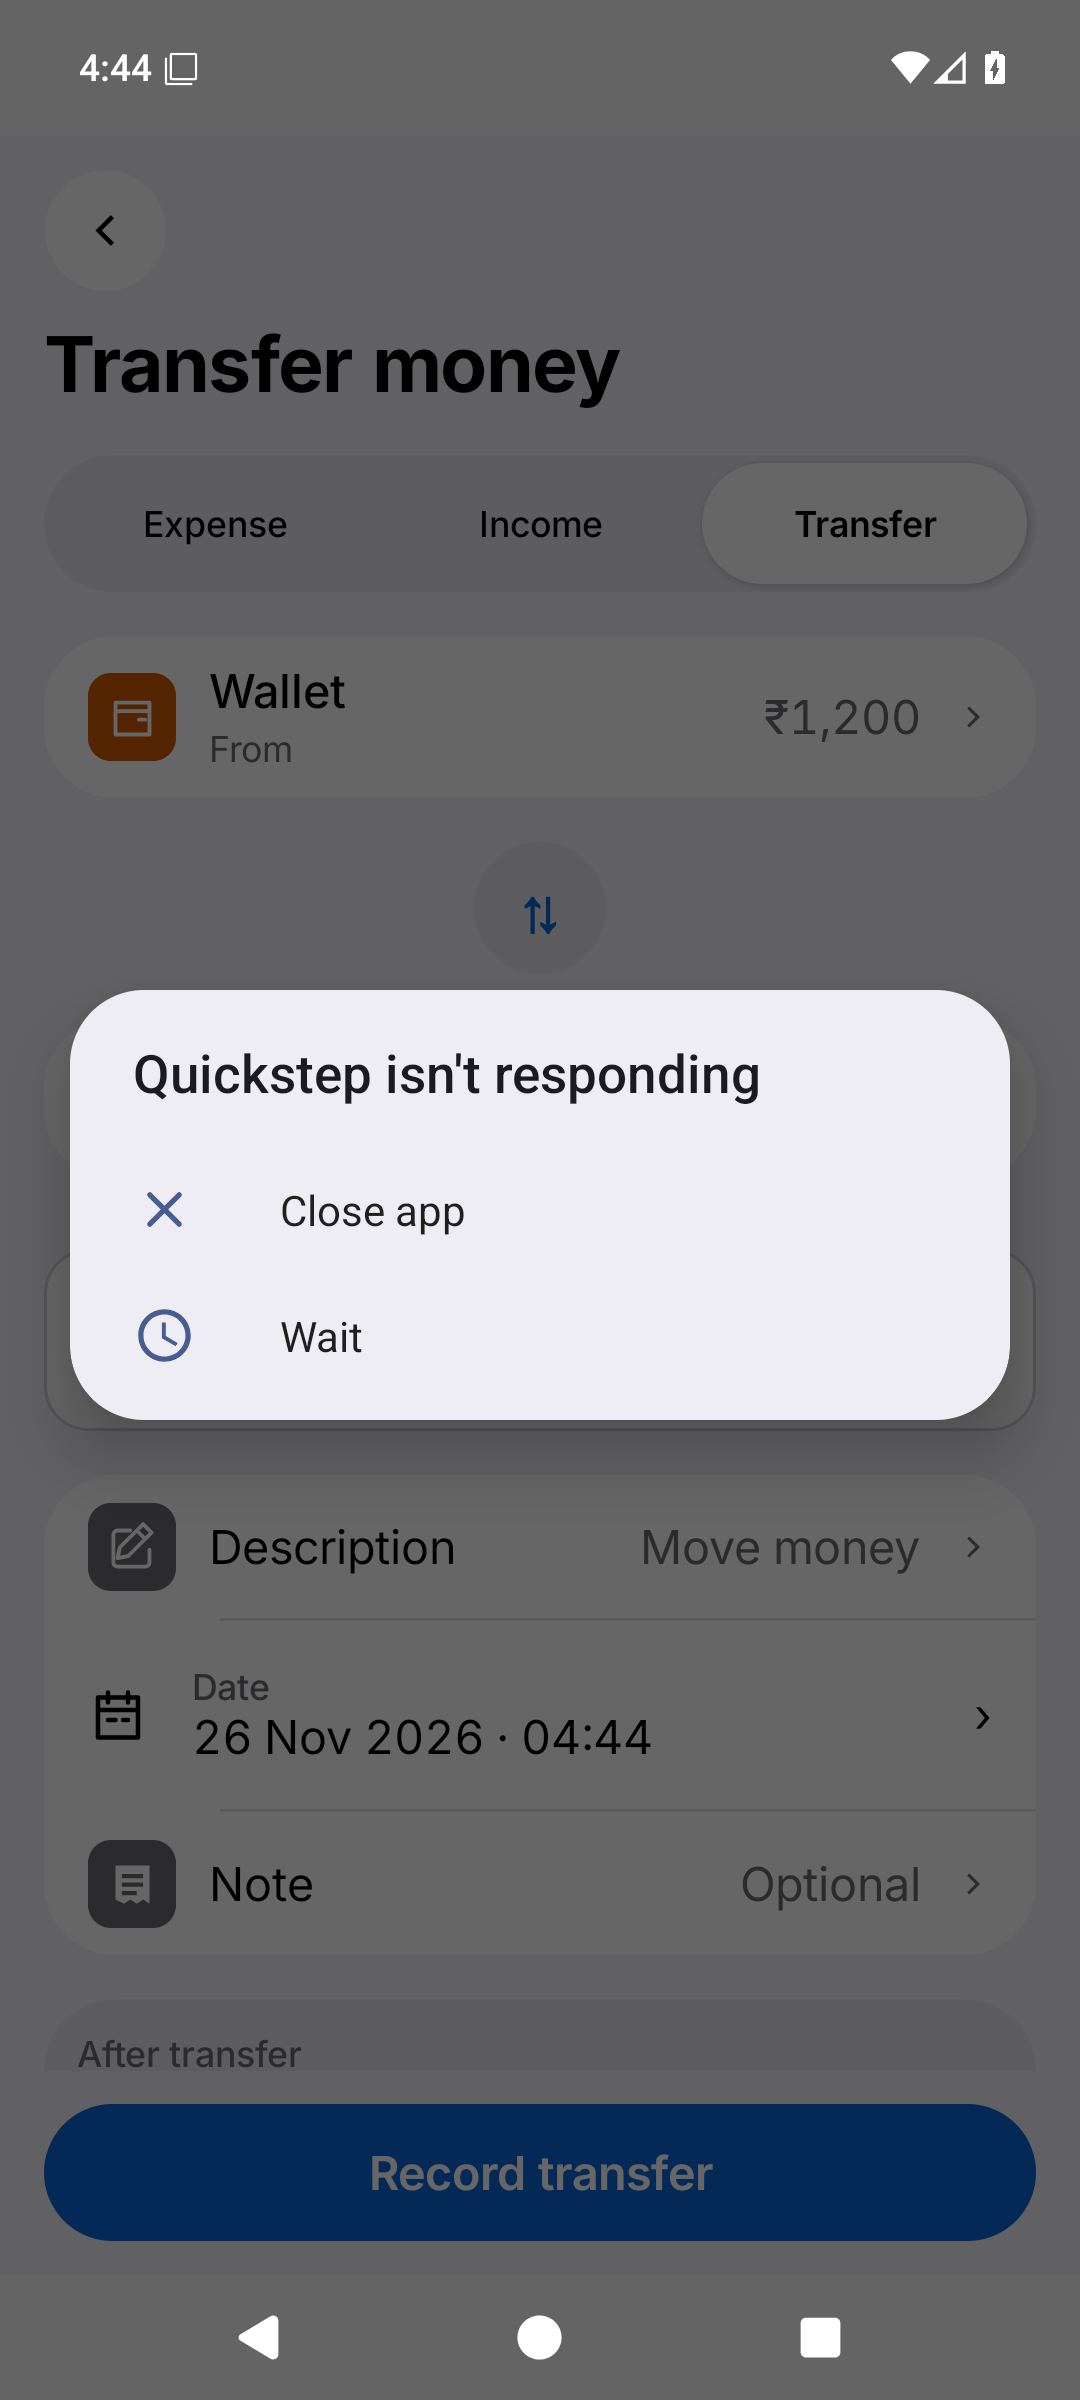 4:44
Transfer money
Expense
Income
Transfer
Wallet
From
₹1,200
Quickstep isn't responding
Close app
Wait
Description
Move money
Date
26 Nov 2026 · 04:44
Note
Optional
After transfer
Record transfer